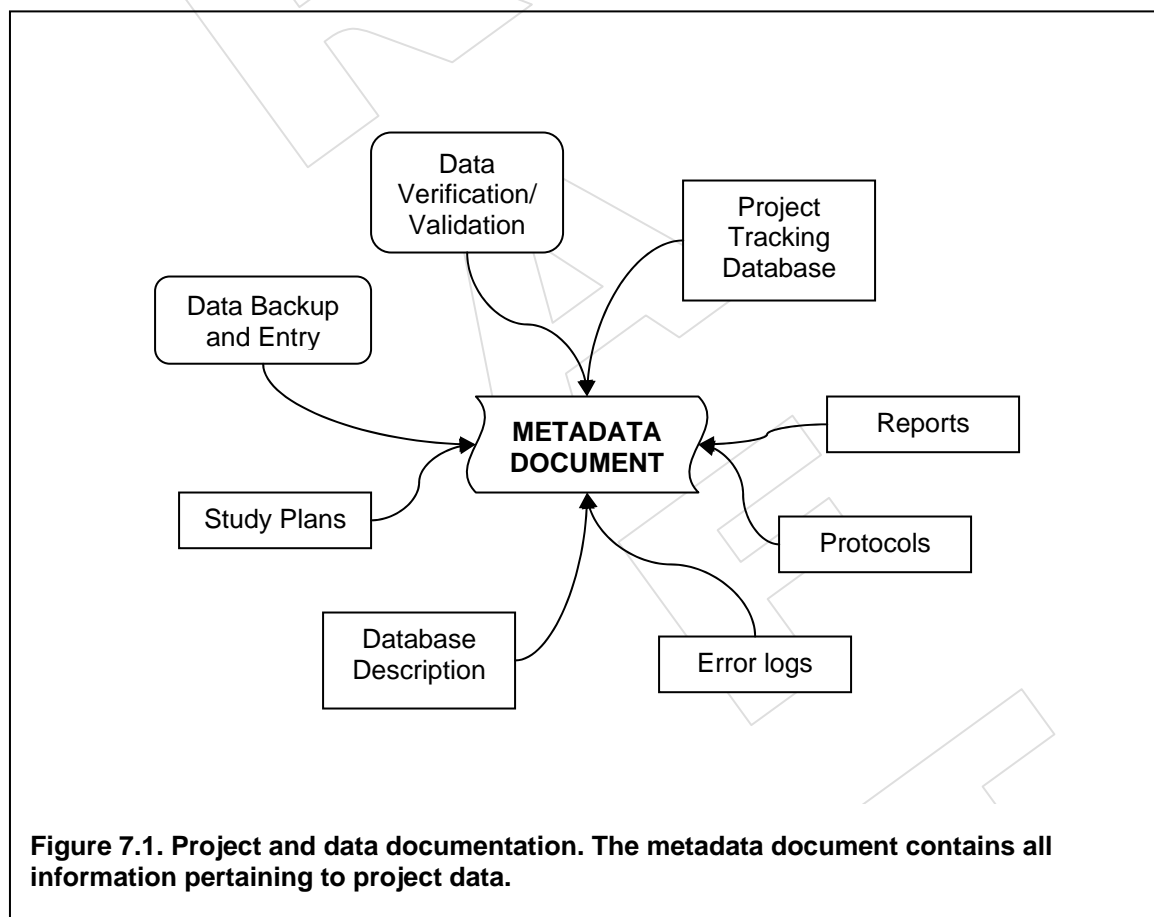 Data
Verification/
Validation
Project
Tracking
Database
Data Backup
and Entry
METADATA
DOCUMENT
Reports
Study Plans
Protocols
Database
Description
Error logs
Figure 7.1. Project and data documentation. The metadata document contains all
information pertaining to project data.